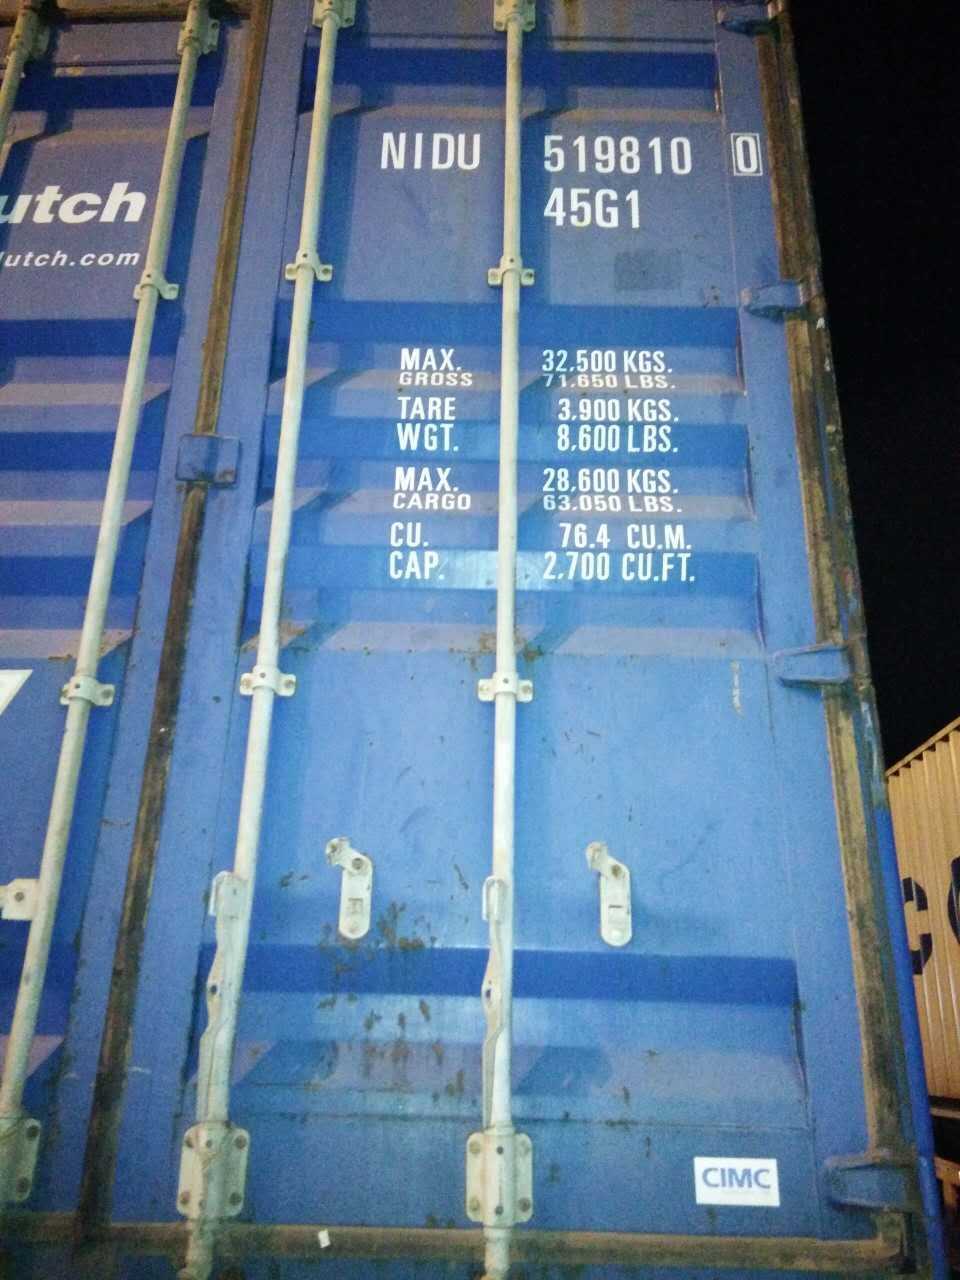 NIDU 519810 0
45G1
utch
lutch.com
MAX. 32,500 KGS.
GROSS 71,650 LBS.
TARE 3,900 KGS.
WGT. 8,600 LBS.
MAX. 28,600 KGS.
CARGO 63,050 LBS.
CU. 76.4 CU.M.
CAP. 2,700 CU.FT.
CIMC